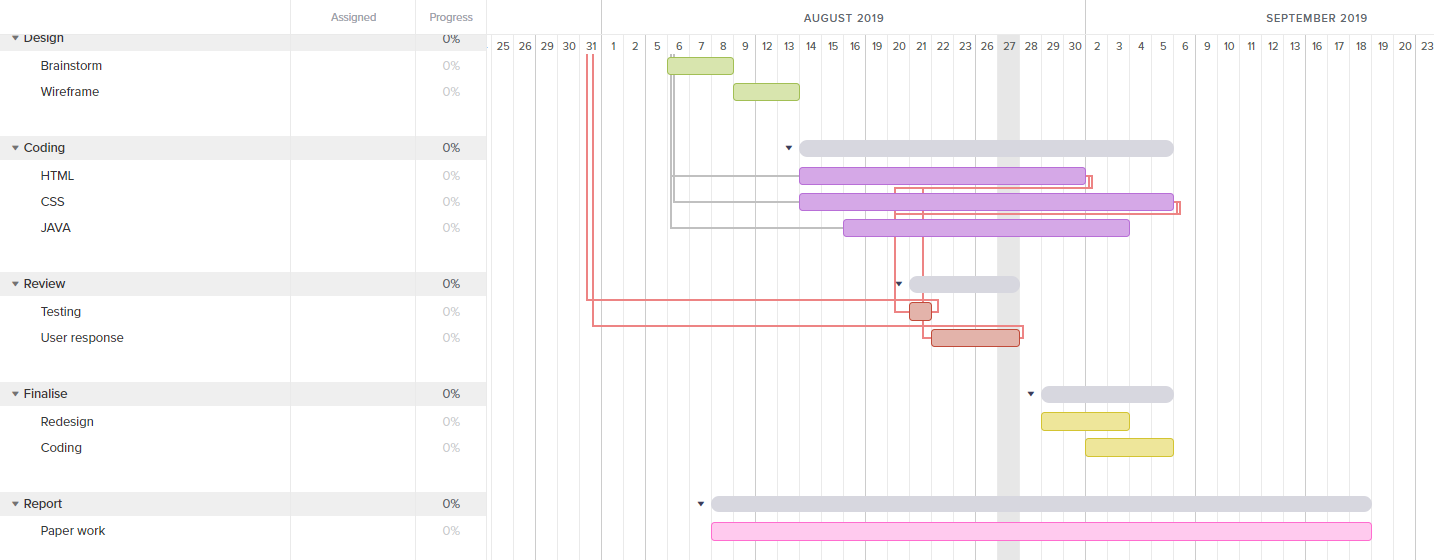 Assigned Progress AUGUST 2019 SEPTEMBER 2019
Design 0% 25 26 29 30 31 1 2 5 6 7 8 9 12 13 14 15 16 19 20 21 22 23 26 27 28 29 30 2 3 4 5 6 9 10 11 12 13 16 17 18 19 20 23
Brainstorm 0%
Wireframe 0%
Coding 0%
HTML 0%
CSS 0%
JAVA 0%
Review 0%
Testing 0%
User response 0%
Finalise 0%
Redesign 0%
Coding 0%
Report 0%
Paper work 0%